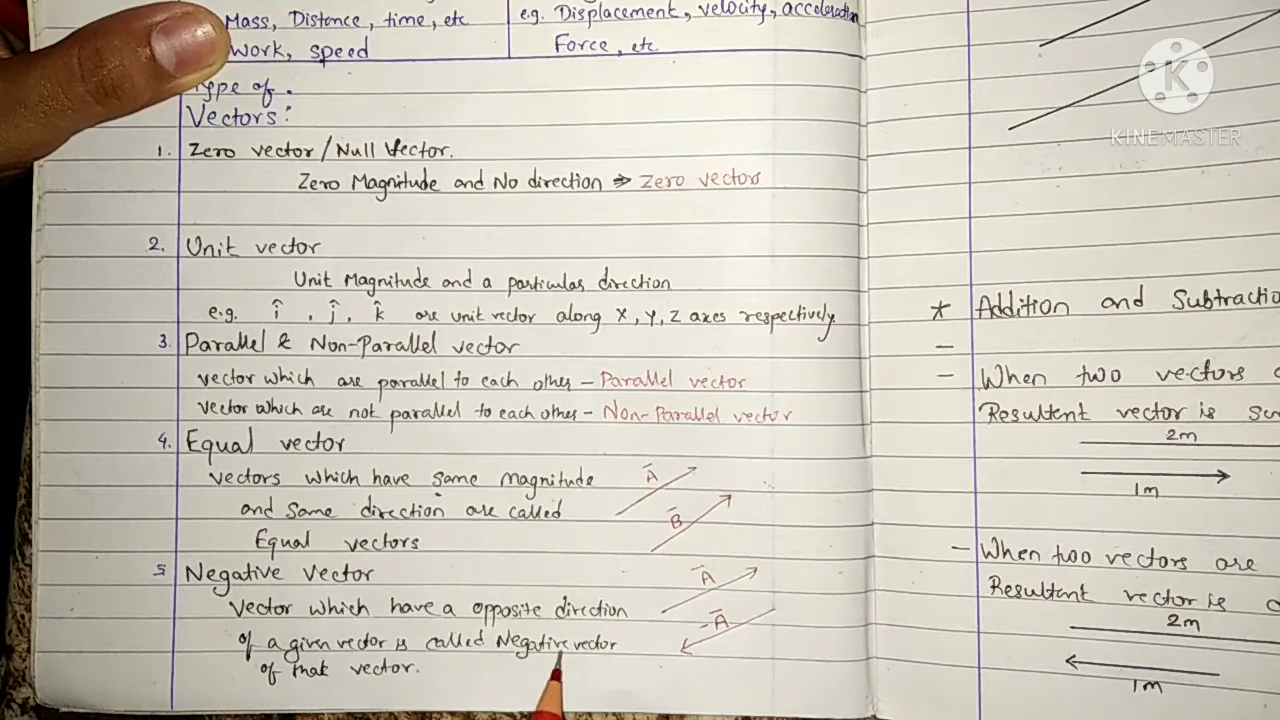 Mass, Distance, time, etc
work, speed
e.g. Displacement, velocity, acceleration
Force, etc.
Type of.
Vectors:
1. Zero vector/Null Vector.
Zero Magnitude and No direction → Zero vectors
2. Unit vector
Unit Magnitude and a particular direction
e.g. î, ĵ, k̂ are unit vector along X, Y, Z axes respectively
3. Parallel & Non-Parallel vector
vector which are parallel to each other - Parallel vector
vector which are not parallel to each other - Non-Parallel vector
4. Equal vector
vectors which have same magnitude
and same direction are called
Equal vectors
A̅
B̅
5 Negative Vector
Vector which have a opposite direction
of a given vector is called Negative vector
of that vector.
A̅
-A̅
KINEMASTER
* Addition and Subtractio
-
- When two vectors
Resultent vector is su
2m
1m
- When two vectors are
Resultent vector is
2m
1m